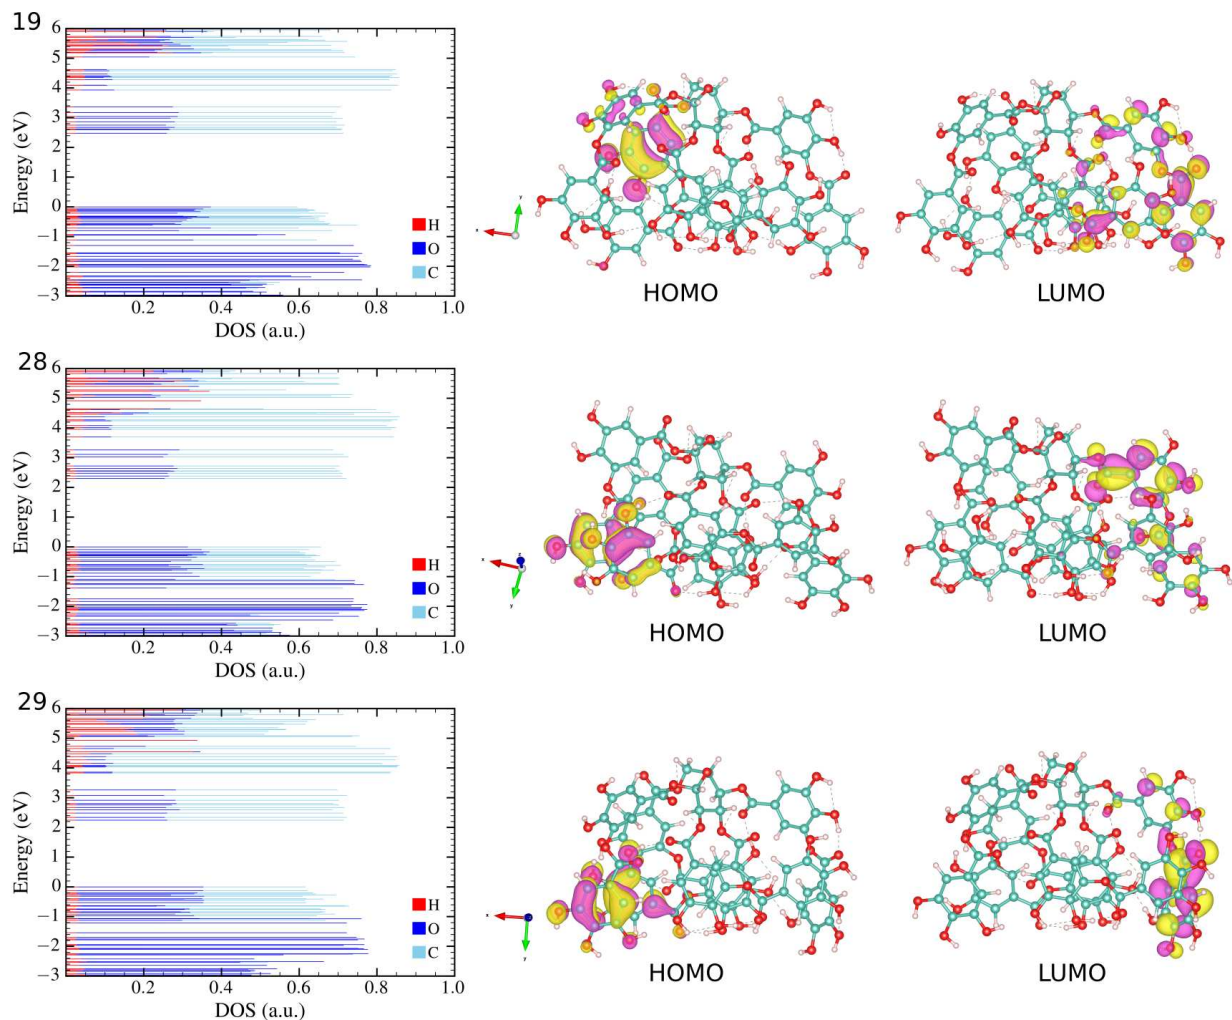 19
6
5
4
3
2
1
0
−1
−2
−3
Energy (eV)
H
O
C
0.2 0.4 0.6 0.8 1.0
DOS (a.u.)
x
y
HOMO
LUMO
28
6
5
4
3
2
1
0
−1
−2
−3
Energy (eV)
H
O
C
0.2 0.4 0.6 0.8 1.0
DOS (a.u.)
x
z
y
HOMO
LUMO
29
6
5
4
3
2
1
0
−1
−2
−3
Energy (eV)
H
O
C
0.2 0.4 0.6 0.8 1.0
DOS (a.u.)
x
y
HOMO
LUMO